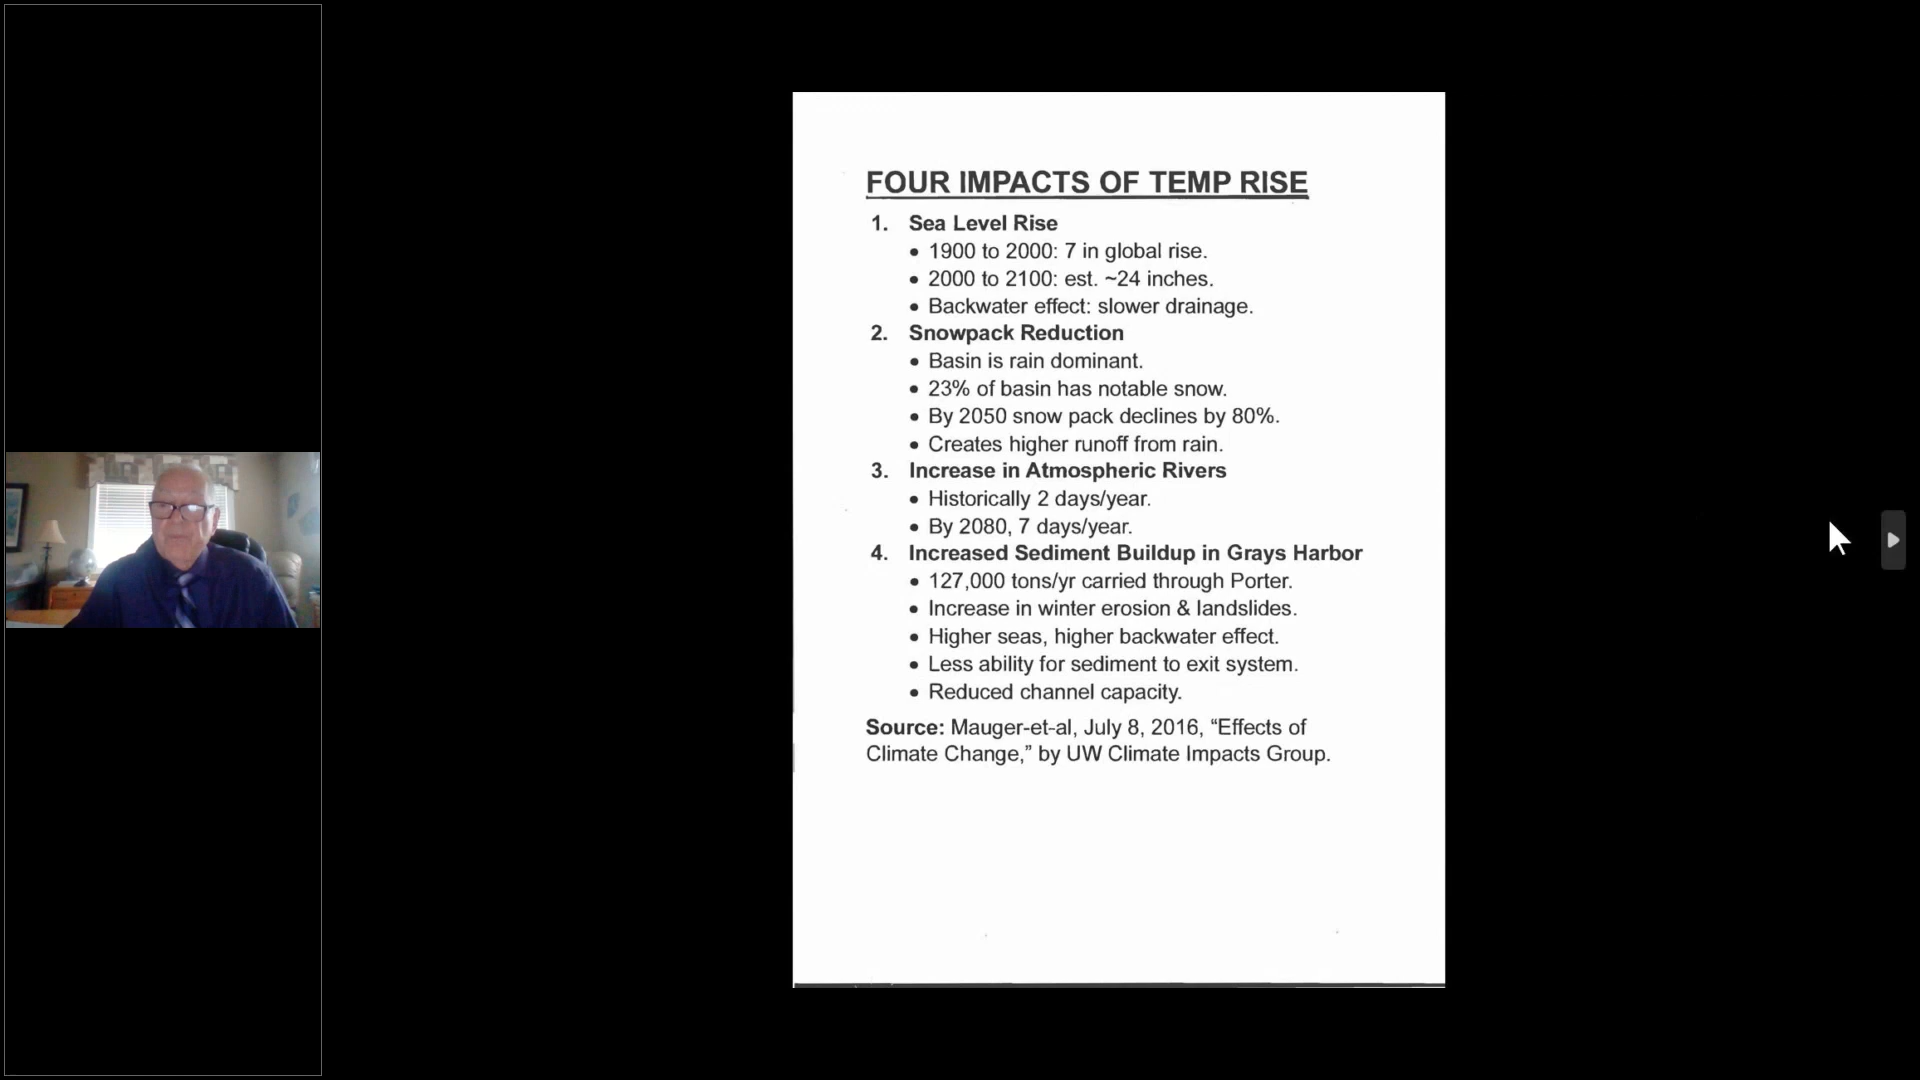 FOUR IMPACTS OF TEMP RISE
1. Sea Level Rise
• 1900 to 2000: 7 in global rise.
• 2000 to 2100: est. ~24 inches.
• Backwater effect: slower drainage.
2. Snowpack Reduction
• Basin is rain dominant.
• 23% of basin has notable snow.
• By 2050 snow pack declines by 80%.
• Creates higher runoff from rain.
3. Increase in Atmospheric Rivers
• Historically 2 days/year.
• By 2080, 7 days/year.
4. Increased Sediment Buildup in Grays Harbor
• 127,000 tons/yr carried through Porter.
• Increase in winter erosion & landslides.
• Higher seas, higher backwater effect.
• Less ability for sediment to exit system.
• Reduced channel capacity.
Source: Mauger-et-al, July 8, 2016, “Effects of
Climate Change,” by UW Climate Impacts Group.